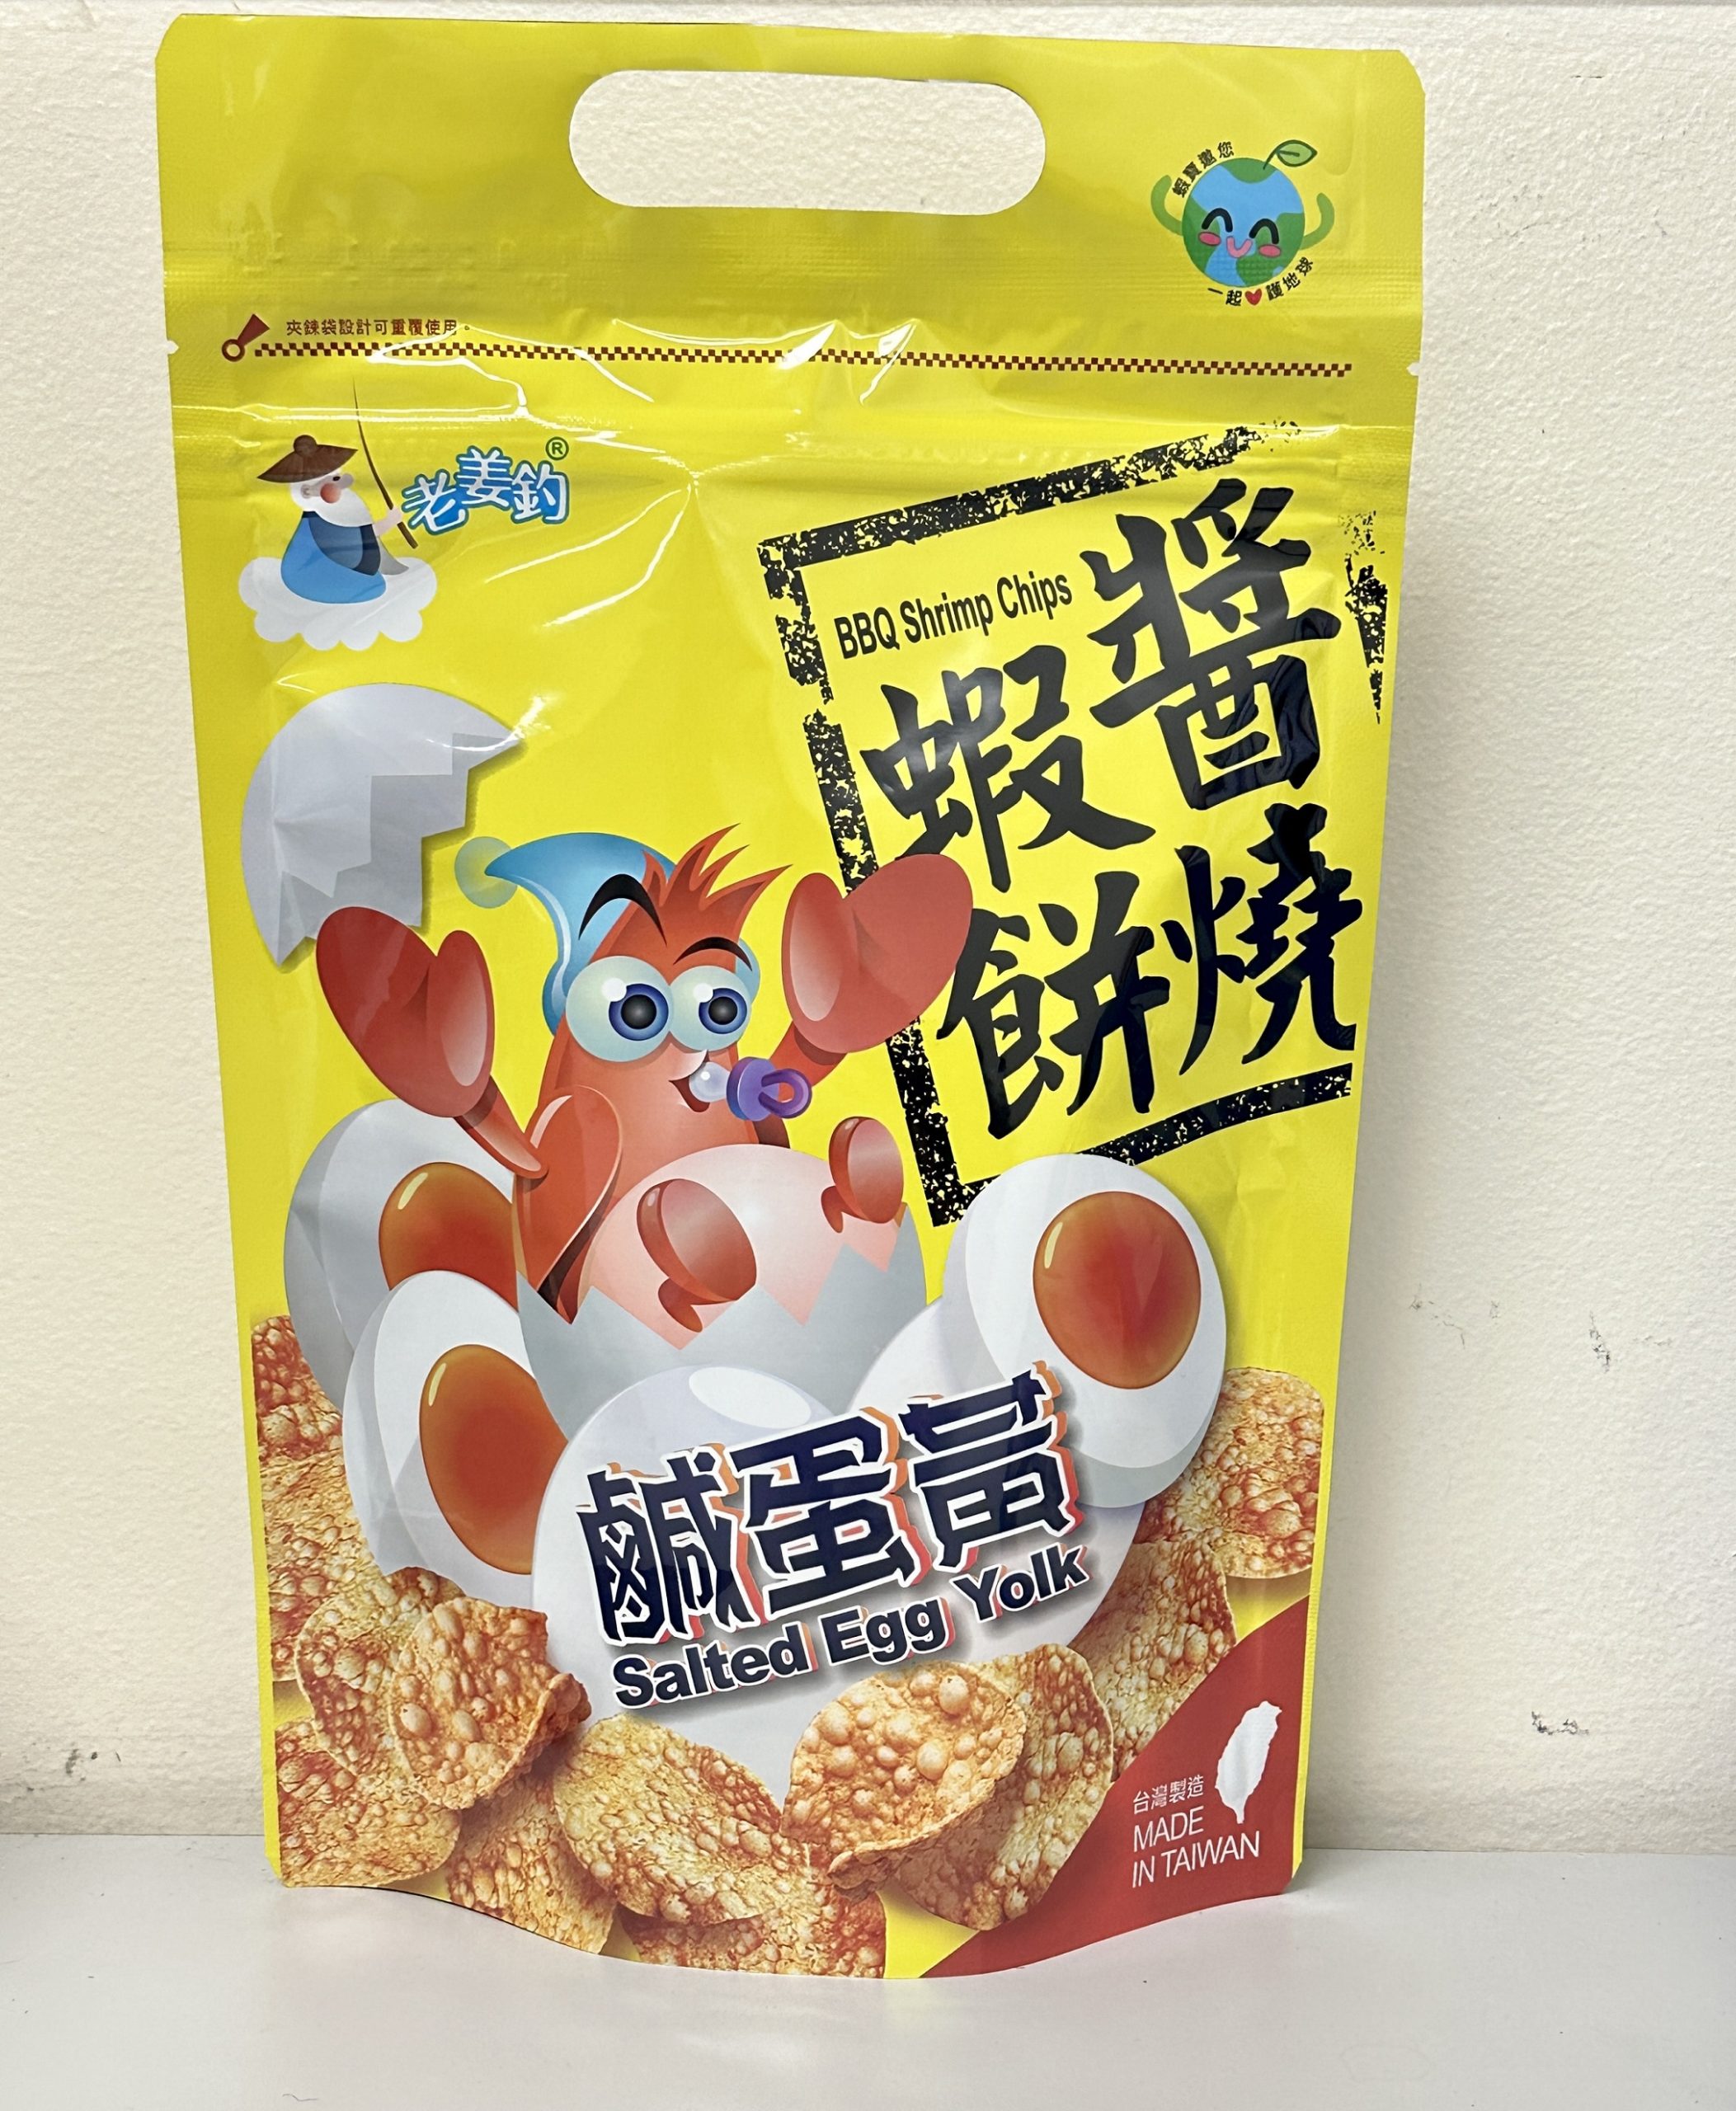 蝦寶邀您
一起護地球
夾鍊袋設計可重覆使用。
老姜釣®
BBQ Shrimp Chips
醬燒
蝦餅
鹹蛋黃
Salted Egg Yolk
台灣製造
MADE
IN TAIWAN